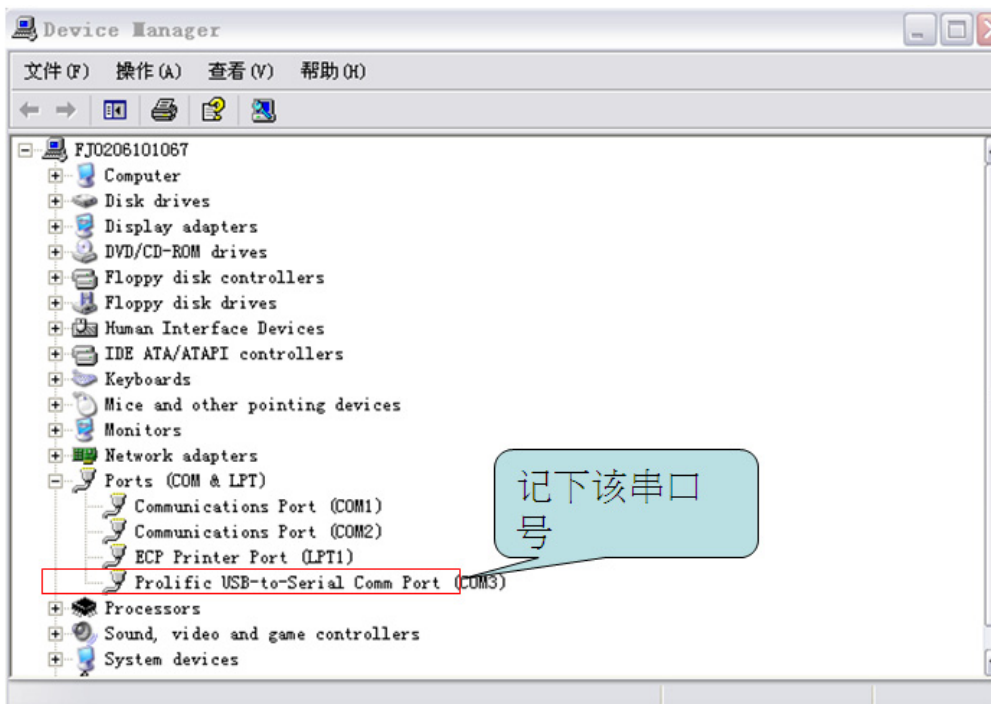 Device Manager
文件(F) 操作(A) 查看(V) 帮助(H)
FJ0206101067
Computer
Disk drives
Display adapters
DVD/CD-ROM drives
Floppy disk controllers
Floppy disk drives
Human Interface Devices
IDE ATA/ATAPI controllers
Keyboards
Mice and other pointing devices
Monitors
Network adapters
Ports (COM & LPT)
Communications Port (COM1)
Communications Port (COM2)
ECP Printer Port (LPT1)
Prolific USB-to-Serial Comm Port (COM3)
Processors
Sound, video and game controllers
System devices
记下该串口
号